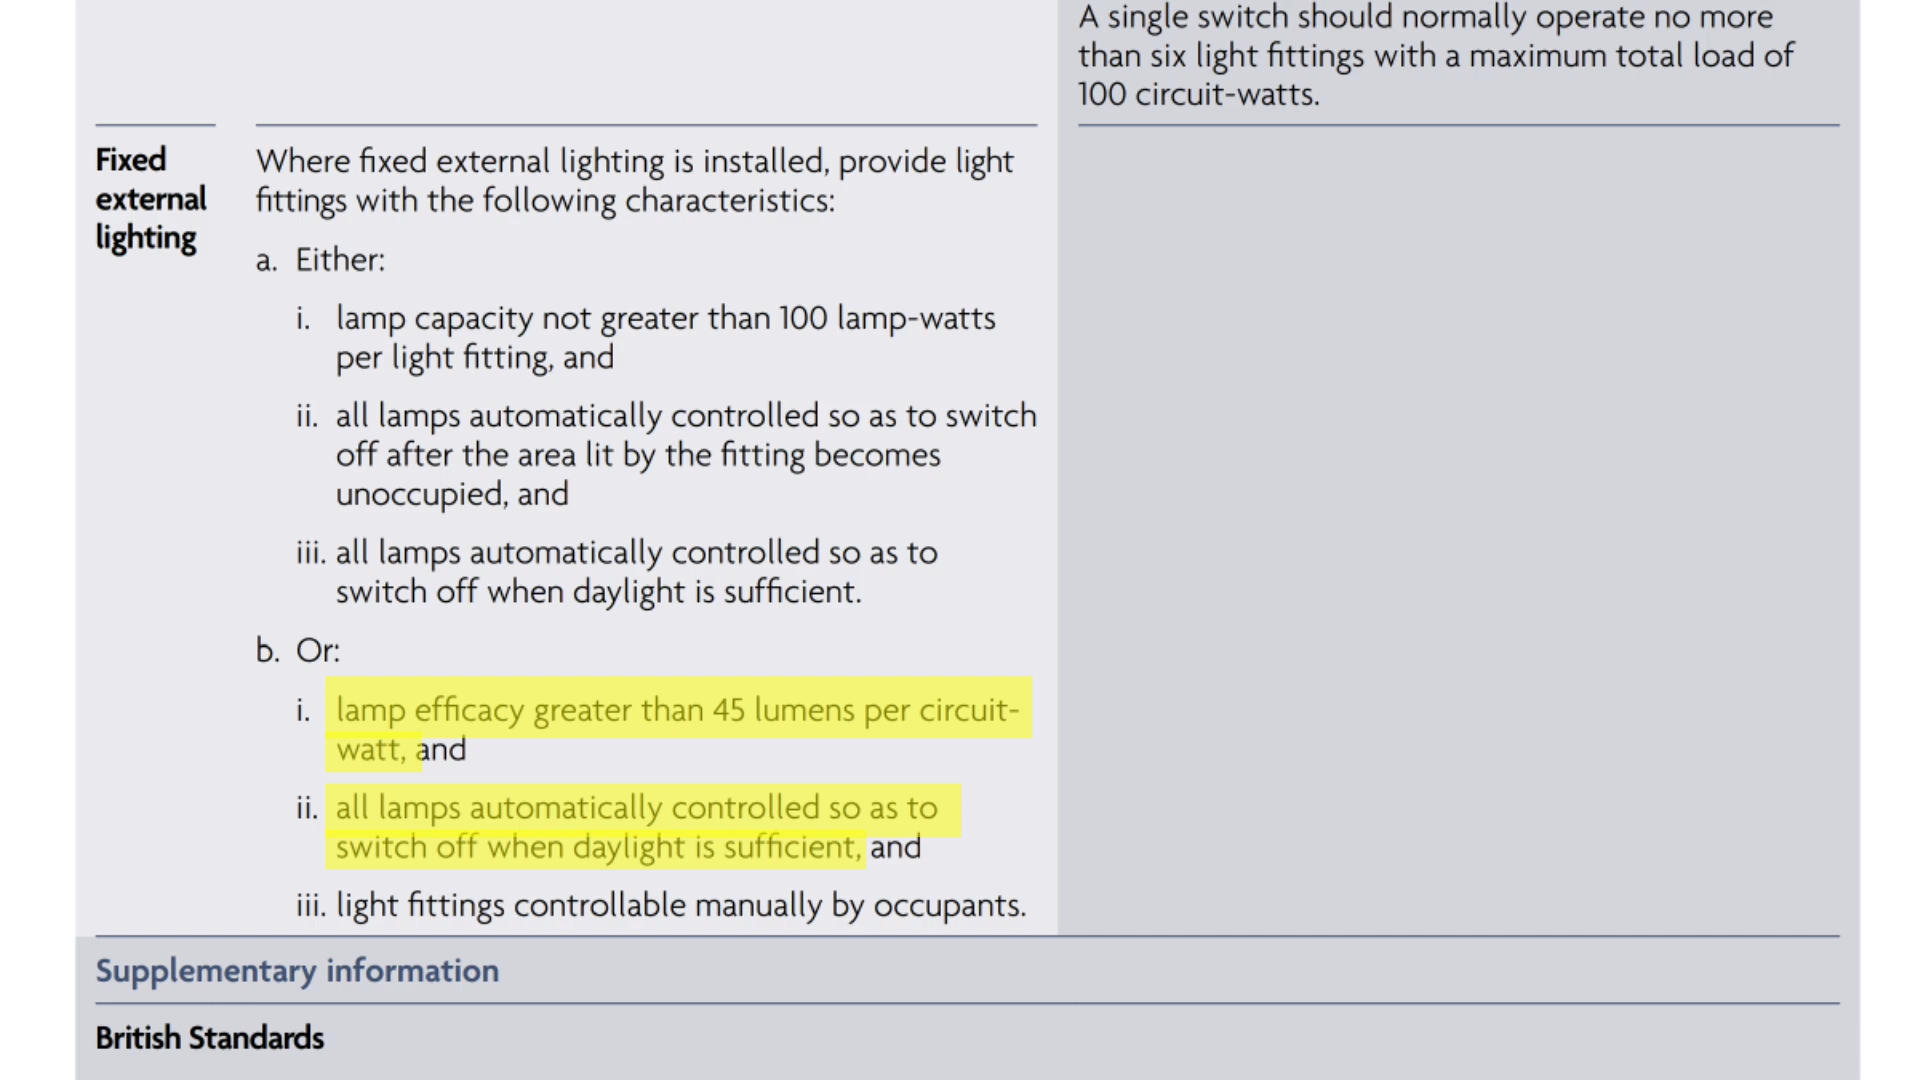 A single switch should normally operate no more
than six light fittings with a maximum total load of
100 circuit-watts.
Fixed
external
lighting
Where fixed external lighting is installed, provide light
fittings with the following characteristics:
a. Either:
i. lamp capacity not greater than 100 lamp-watts
per light fitting, and
ii. all lamps automatically controlled so as to switch
off after the area lit by the fitting becomes
unoccupied, and
iii. all lamps automatically controlled so as to
switch off when daylight is sufficient.
b. Or:
i. lamp efficacy greater than 45 lumens per circuit-
watt, and
ii. all lamps automatically controlled so as to
switch off when daylight is sufficient, and
iii. light fittings controllable manually by occupants.
Supplementary information
British Standards